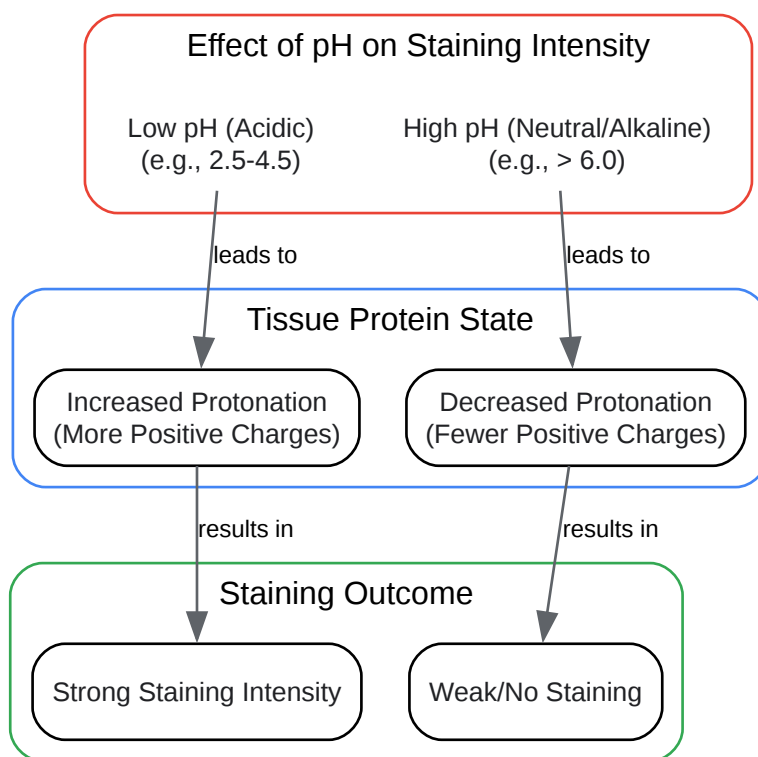 Effect of pH on Staining Intensity
Low pH (Acidic)
(e.g., 2.5-4.5)
High pH (Neutral/Alkaline)
(e.g., > 6.0)
leads to
leads to
Tissue Protein State
Increased Protonation
(More Positive Charges)
Decreased Protonation
(Fewer Positive Charges)
results in
results in
Staining Outcome
Strong Staining Intensity
Weak/No Staining